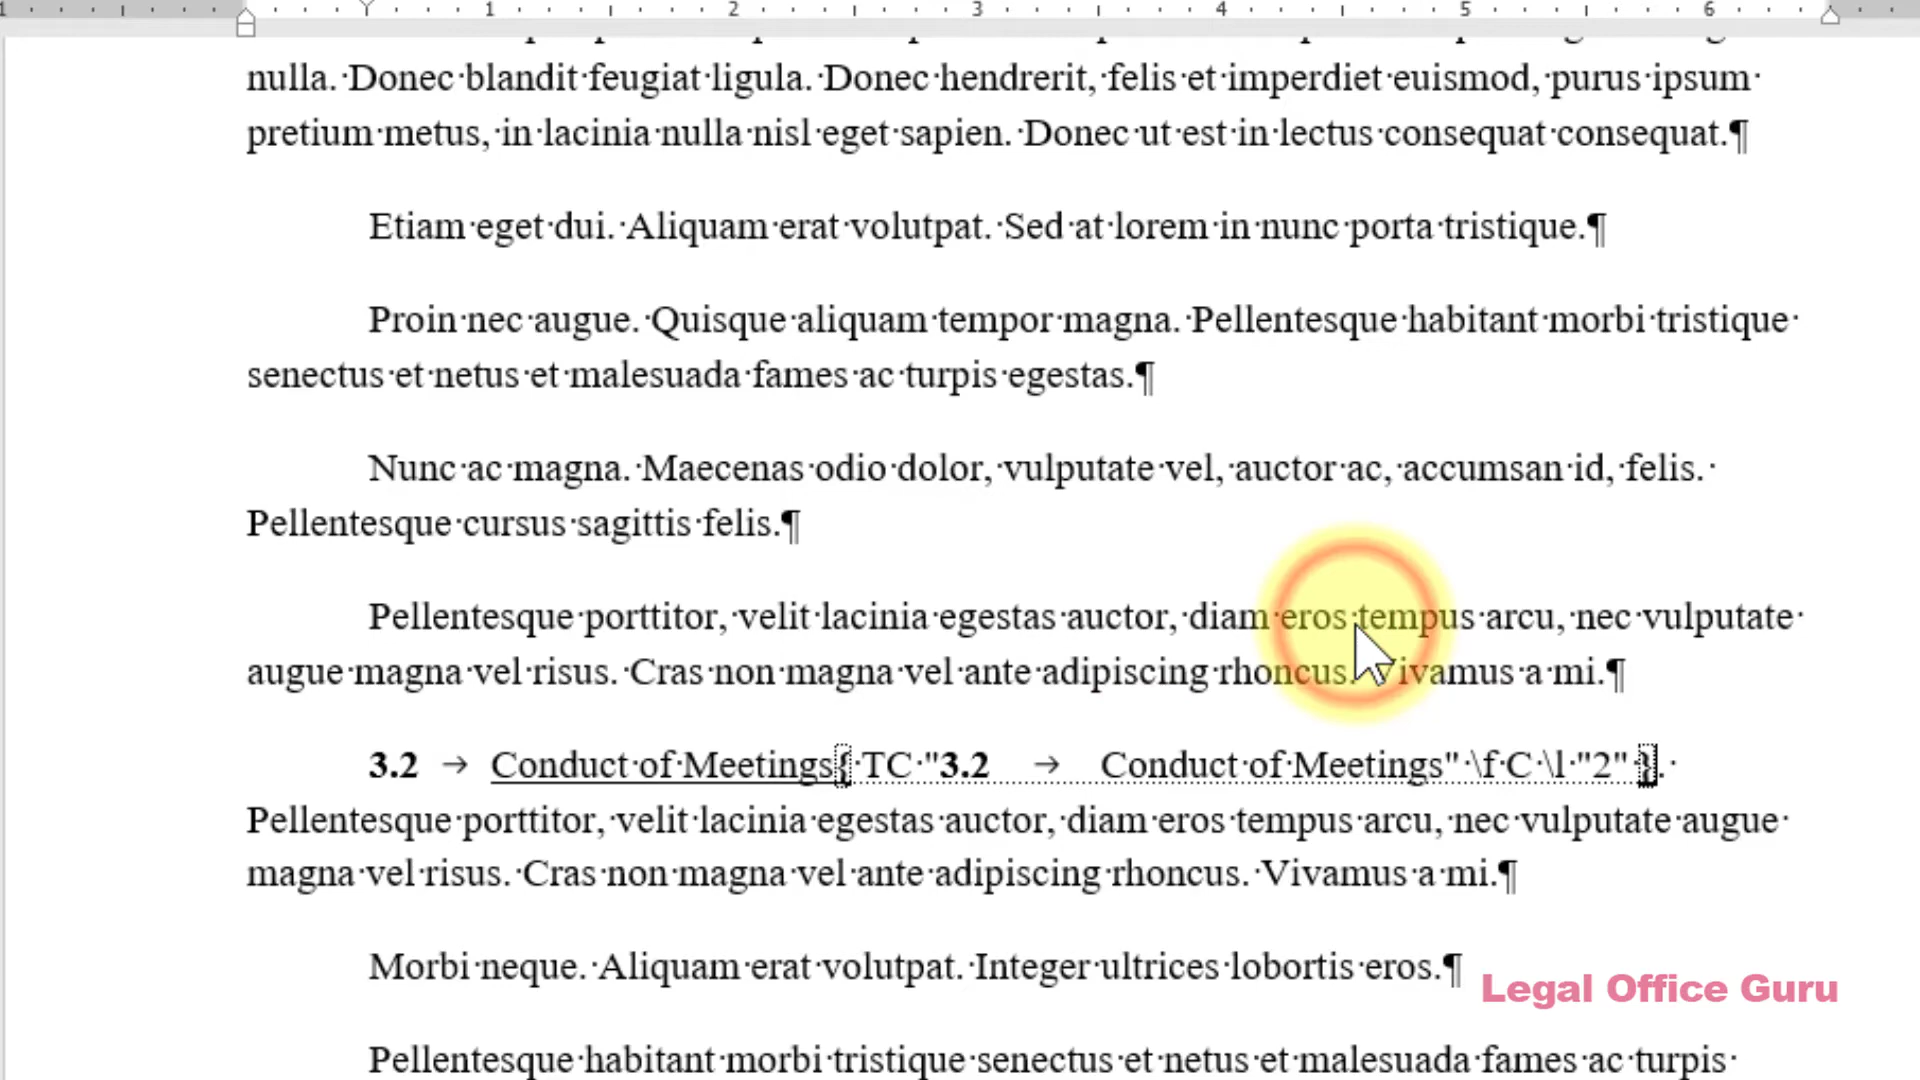 1 1 2 3 4 5 6
nulla. Donec blandit feugiat ligula. Donec hendrerit, felis et imperdiet euismod, purus ipsum
pretium metus, in lacinia nulla nisl eget sapien. Donec ut est in lectus consequat consequat.¶
Etiam eget dui. Aliquam erat volutpat. Sed at lorem in nunc porta tristique.¶
Proin nec augue. Quisque aliquam tempor magna. Pellentesque habitant morbi tristique
senectus et netus et malesuada fames ac turpis egestas.¶
Nunc ac magna. Maecenas odio dolor, vulputate vel, auctor ac, accumsan id, felis.
Pellentesque cursus sagittis felis.¶
Pellentesque porttitor, velit lacinia egestas auctor, diam eros tempus arcu, nec vulputate
augue magna vel risus. Cras non magna vel ante adipiscing rhoncus. Vivamus a mi.¶
3.2 → Conduct of Meetings{ TC "3.2 → Conduct of Meetings" \f C \l "2" }.
Pellentesque porttitor, velit lacinia egestas auctor, diam eros tempus arcu, nec vulputate augue
magna vel risus. Cras non magna vel ante adipiscing rhoncus. Vivamus a mi.¶
Morbi neque. Aliquam erat volutpat. Integer ultrices lobortis eros.¶
Legal Office Guru
Pellentesque habitant morbi tristique senectus et netus et malesuada fames ac turpis